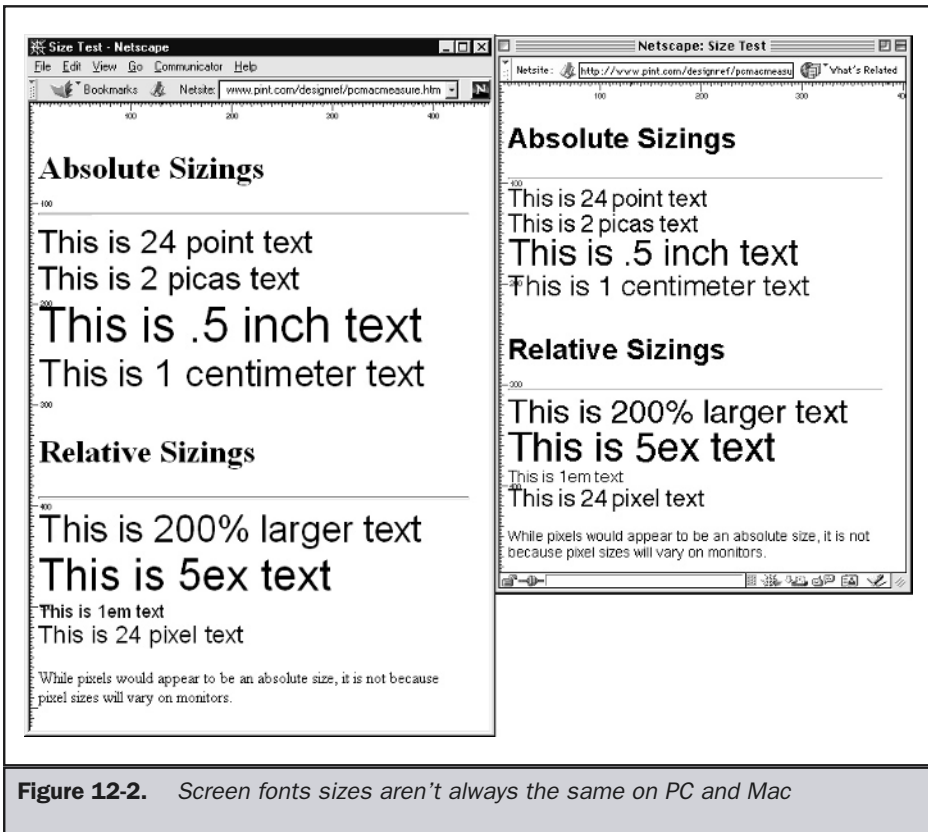 Size Test - Netscape
File Edit View Go Communicator Help
Bookmarks Netsite: www.pint.com/designref/pcmacmeasure.htm
100 200 300 400
Absolute Sizings
100
This is 24 point text
This is 2 picas text
200
This is .5 inch text
This is 1 centimeter text
300
Relative Sizings
400
This is 200% larger text
This is 5ex text
This is 1em text
This is 24 pixel text
While pixels would appear to be an absolute size, it is not because
pixel sizes will vary on monitors.
Netscape: Size Test
Netsite: http://www.pint.com/designref/pcmacmeasu What's Related
100 200 300 40
Absolute Sizings
100
This is 24 point text
This is 2 picas text
This is .5 inch text
200
This is 1 centimeter text
Relative Sizings
300
This is 200% larger text
This is 5ex text
This is 1em text
400
This is 24 pixel text
While pixels would appear to be an absolute size, it is not
because pixel sizes will vary on monitors.
Figure 12-2. Screen fonts sizes aren't always the same on PC and Mac